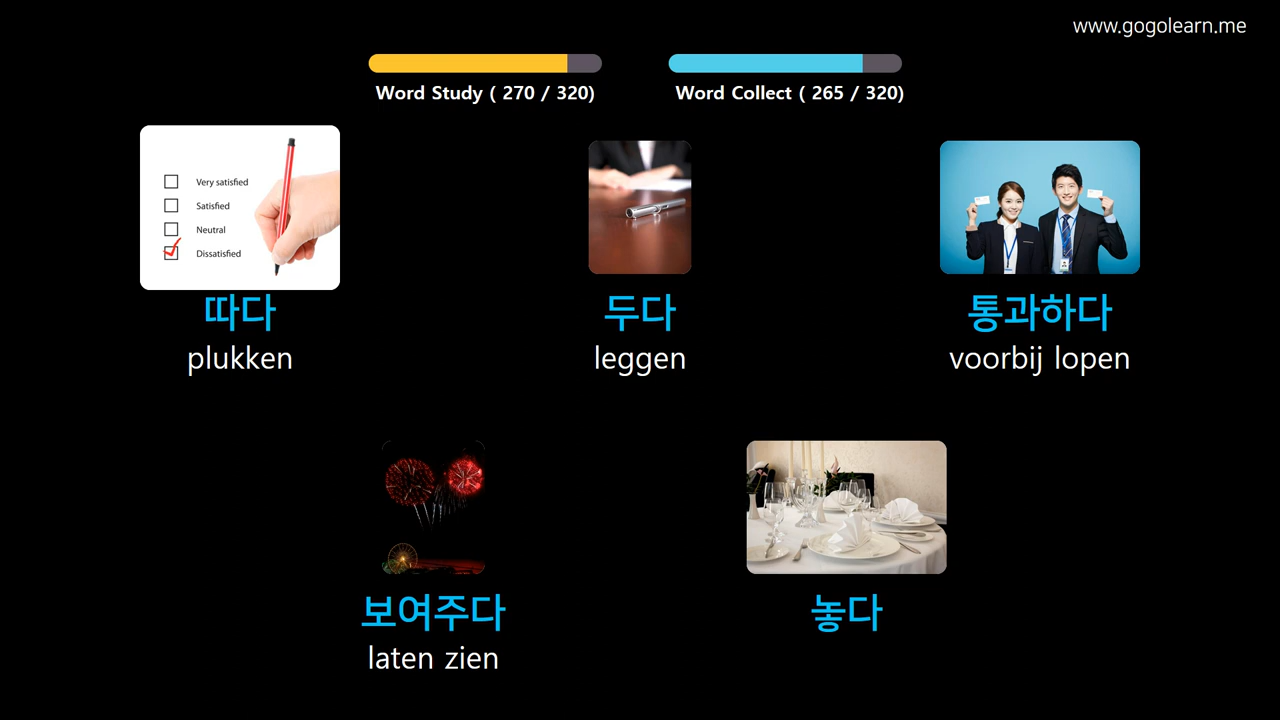 www.gogolearn.me
Word Study ( 270 / 320)
Word Collect ( 265 / 320)
Very satisfied
Satisfied
Neutral
Dissatisfied
따다
plukken
두다
leggen
통과하다
voorbij lopen
보여주다
laten zien
놓다